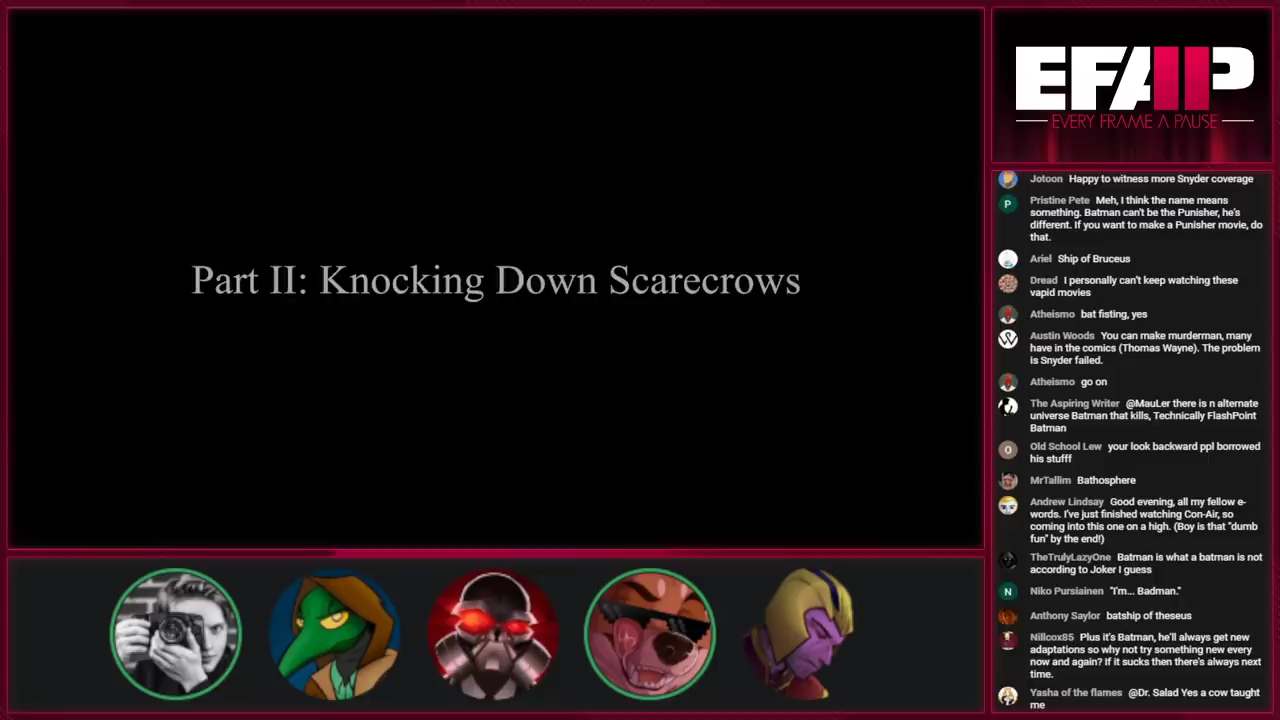 Part II: Knocking Down Scarecrows
EFAP
EVERY FRAME A PAUSE
Jotoon Happy to witness more Snyder coverage
P
Pristine Pete Meh, I think the name means
something. Batman can't be the Punisher, he's
different. If you want to make a Punisher movie, do
that.
Ariel Ship of Bruceus
Dread I personally can't keep watching these
vapid movies
Atheismo bat fisting, yes
Austin Woods You can make murderman, many
have in the comics (Thomas Wayne). The problem
is Snyder failed.
Atheismo go on
The Aspiring Writer @MauLer there is n alternate
universe Batman that kills, Technically FlashPoint
Batman
O
Old School Lew your look backward ppl borrowed
his stufff
MrTallim Bathosphere
Andrew Lindsay Good evening, all my fellow e-
words. I've just finished watching Con-Air, so
coming into this one on a high. (Boy is that "dumb
fun" by the end!)
TheTrulyLazyOne Batman is what a batman is not
according to Joker I guess
N
Niko Pursiainen "I'm... Badman."
Anthony Saylor batship of theseus
Nillcox85 Plus it's Batman, he'll always get new
adaptations so why not try something new every
now and again? If it sucks then there's always next
time.
Yasha of the flames @Dr. Salad Yes a cow taught
me